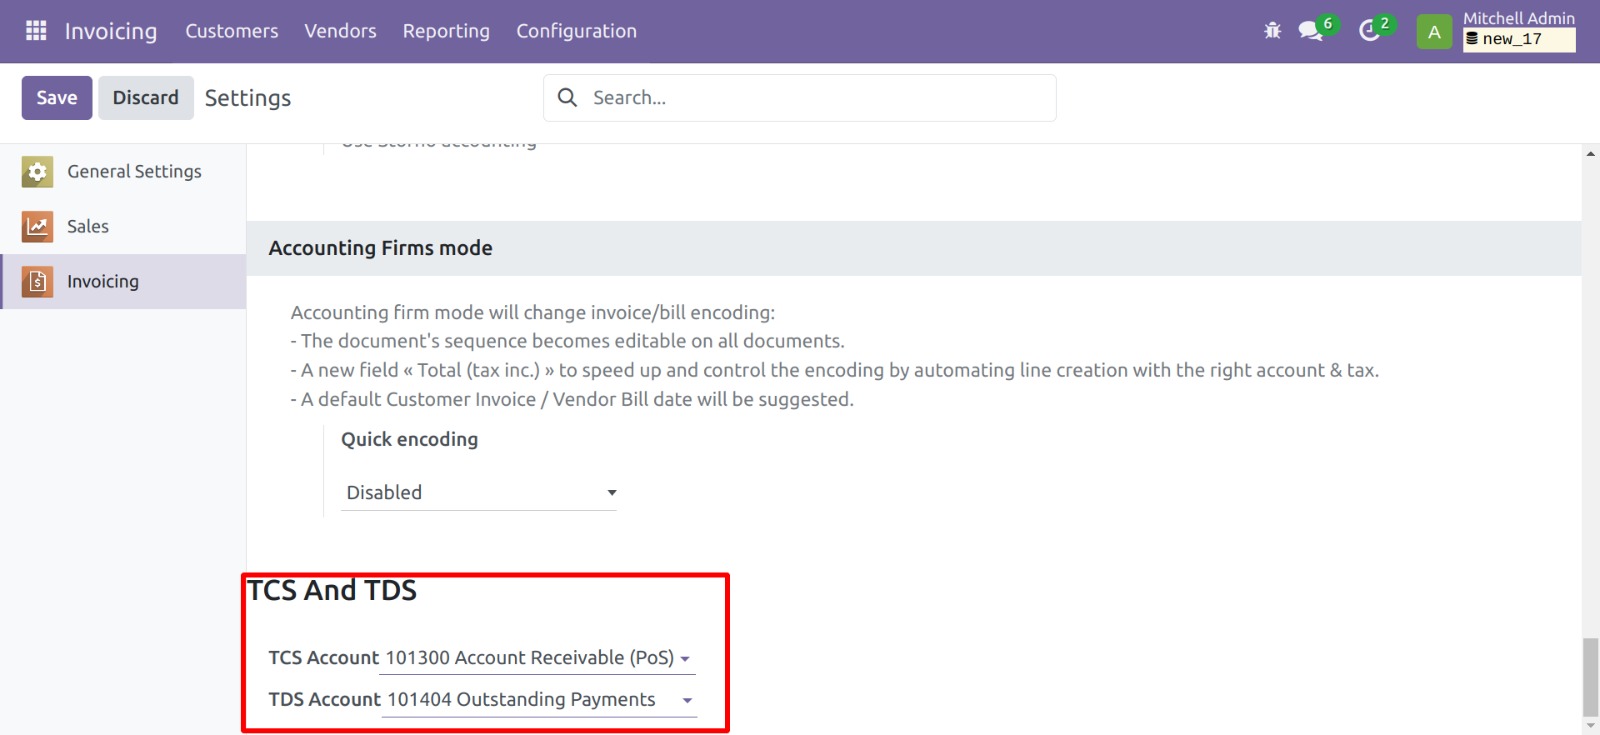 Invoicing Customers Vendors Reporting Configuration 6 2 A Mitchell Admin
new_17
Save Discard Settings Search...
General Settings
Sales
Invoicing
Use Storno accounting
Accounting Firms mode
Accounting firm mode will change invoice/bill encoding:
- The document's sequence becomes editable on all documents.
- A new field « Total (tax inc.) » to speed up and control the encoding by automating line creation with the right account & tax.
- A default Customer Invoice / Vendor Bill date will be suggested.
Quick encoding
Disabled
TCS And TDS
TCS Account 101300 Account Receivable (PoS)
TDS Account 101404 Outstanding Payments